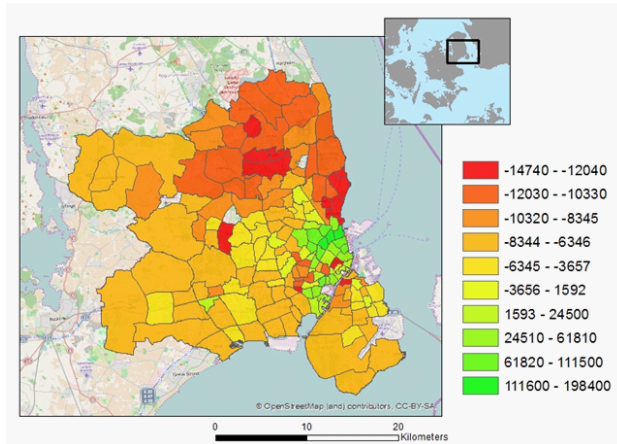 -14740 - -12040
-12030 - -10330
-10320 - -8345
-8344 - -6346
-6345 - -3657
-3656 - 1592
1593 - 24500
24510 - 61810
61820 - 111500
111600 - 198400
© OpenStreetMap (and) contributors, CC-BY-SA
0 10 20
Kilometers